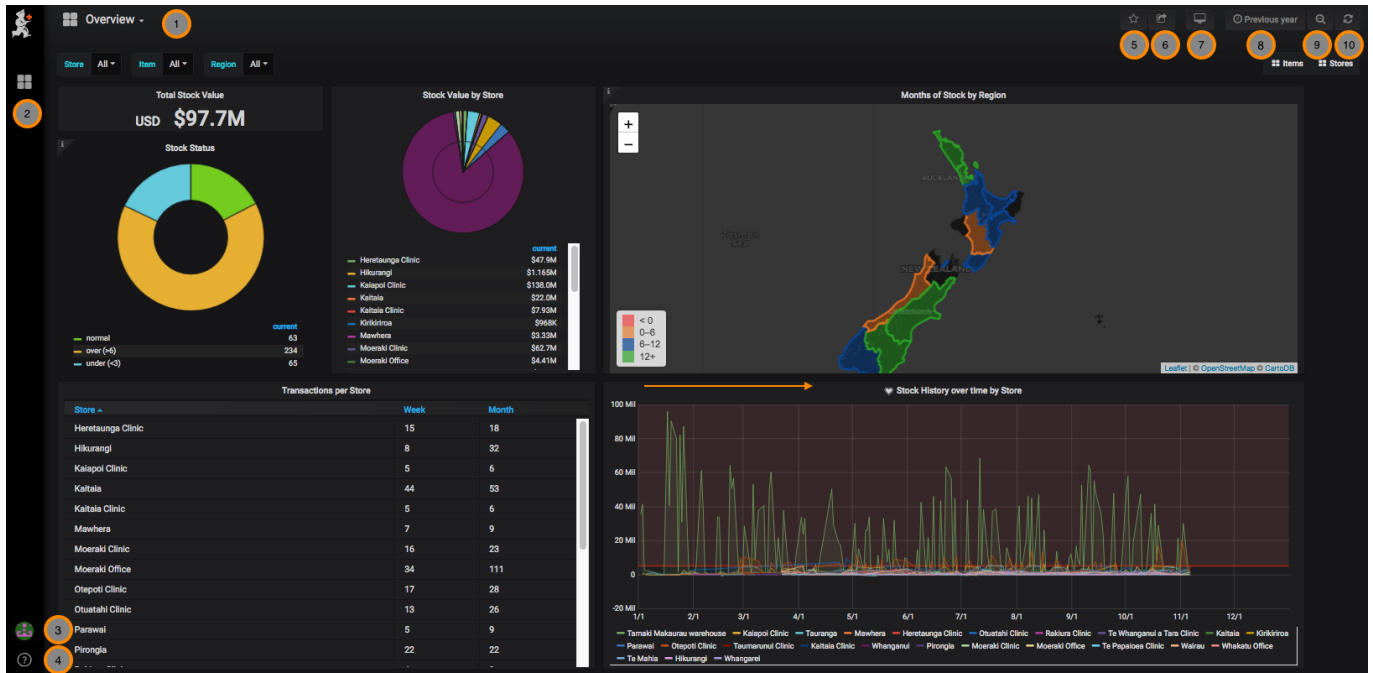 Overview
1
Previous year
5
6
7
8
9
10
Store All Item All Region All
Items Stores
2
Total Stock Value
USD $97.7M
Stock Status
current
normal 63
over (>6) 234
under (<3) 65
Stock Value by Store
current
Heretaunga Clinic $47.9M
Hikurangi $1.165M
Kaiapoi Clinic $138.0M
Kaitaia $22.0M
Kaitaia Clinic $7.93M
Kirikiriroa $968K
Mawhera $3.33M
Moeraki Clinic $62.7M
Moeraki Office $4.41M
Months of Stock by Region
+
−
AUCKLAND
Tasman
Sea
NEW ZEALAND
< 0
0–6
6–12
12+
Leaflet | © OpenStreetMap © CartoDB
Transactions per Store
Store Week Month
Heretaunga Clinic 15 18
Hikurangi 8 32
Kaiapoi Clinic 5 6
Kaitaia 44 53
Kaitaia Clinic 5 6
Mawhera 7 9
Moeraki Clinic 16 23
Moeraki Office 34 111
Otepoti Clinic 17 28
Otuatahi Clinic 13 26
Parawai 5 9
Pirongia 22 22
3
4
?
Stock History over time by Store
100 Mil
80 Mil
60 Mil
40 Mil
20 Mil
0
-20 Mil
1/1 2/1 3/1 4/1 5/1 6/1 7/1 8/1 9/1 10/1 11/1 12/1
Tamaki Makaurau warehouse Kaiapoi Clinic Tauranga Mawhera Heretaunga Clinic Otuatahi Clinic Rakiura Clinic Te Whanganui a Tara Clinic Kaitaia Kirikiriroa
Parawai Otepoti Clinic Taumarunui Clinic Kaitaia Clinic Whanganui Pirongia Moeraki Clinic Moeraki Office Te Papaioea Clinic Wairau Whakatu Office
Te Mahia Hikurangi Whangarei